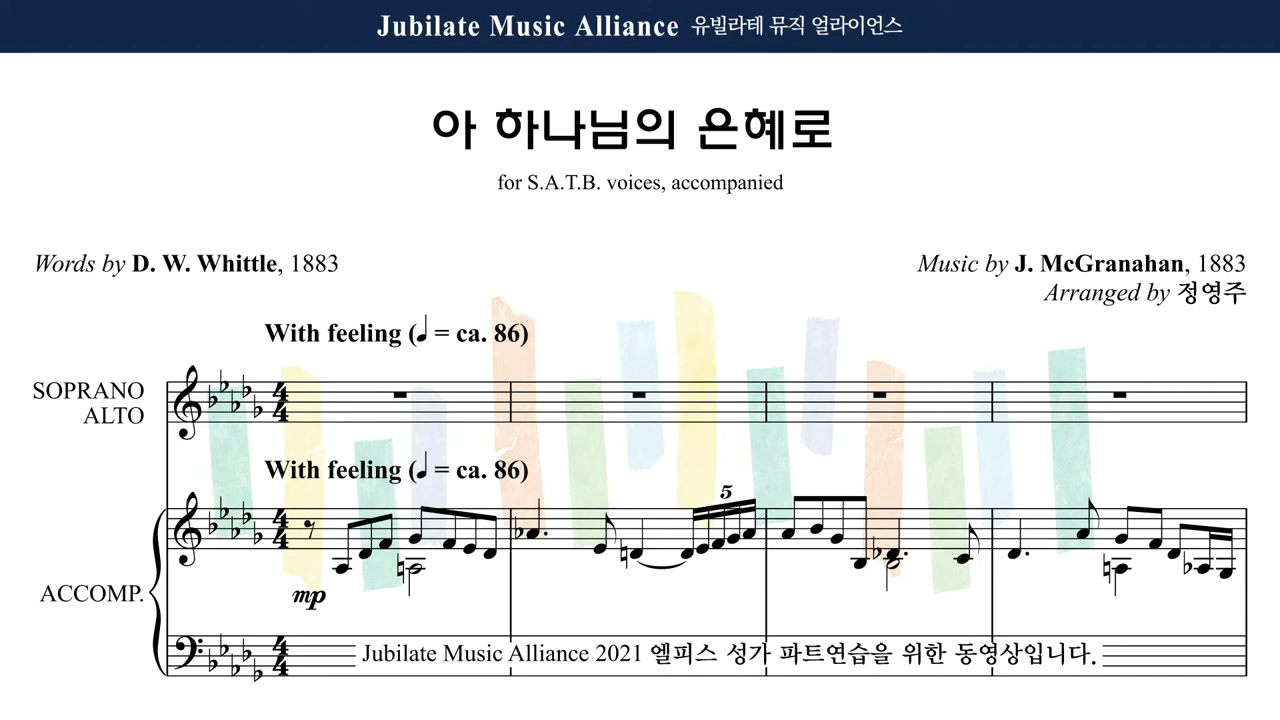 Jubilate Music Alliance 유빌라테 뮤직 얼라이언스
아 하나님의 은혜로
for S.A.T.B. voices, accompanied
Words by D. W. Whittle, 1883
Music by J. McGranahan, 1883
Arranged by 정영주
With feeling (♩ = ca. 86)
SOPRANO
ALTO
With feeling (♩ = ca. 86)
5
mp
ACCOMP.
Jubilate Music Alliance 2021 엘피스 성가 파트연습을 위한 동영상입니다.